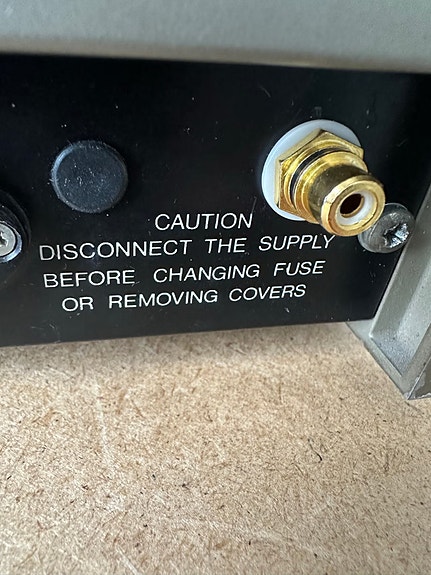 CAUTION
DISCONNECT THE SUPPLY
BEFORE CHANGING FUSE
OR REMOVING COVERS